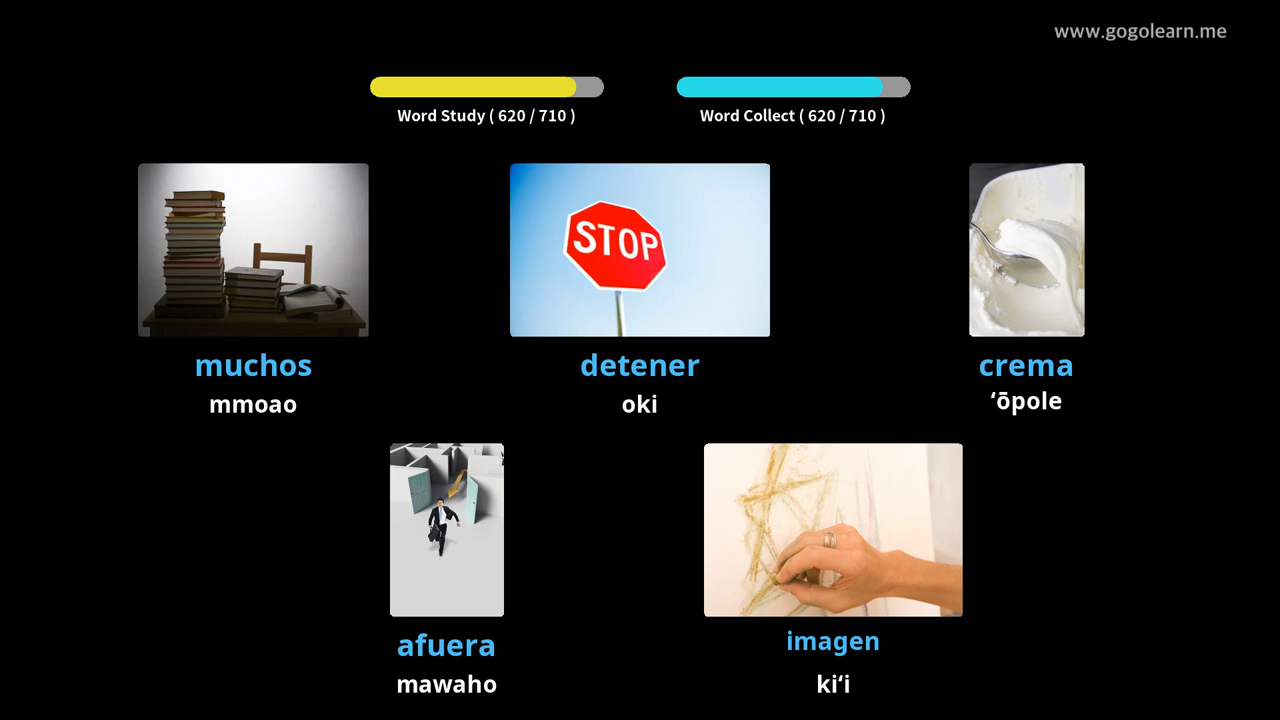 www.gogolearn.me
Word Study ( 620 / 710 )
Word Collect ( 620 / 710 )
STOP
muchos
mmoao
detener
oki
crema
ʻōpole
afuera
mawaho
imagen
kiʻi